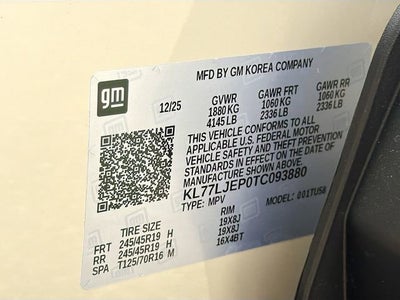 MFD BY GM KOREA COMPANY
gm
12/25 GVWR GAWR FRT GAWR RR
1880 KG 1060 KG 1060 KG
4145 LB 2336 LB 2336 LB
THIS VEHICLE CONFORMS TO ALL
APPLICABLE U.S. FEDERAL MOTOR
VEHICLE SAFETY AND BUMPER
STANDARDS IN EFFECT ON THE DATE OF
MANUFACTURE SHOWN ABOVE.
KL77LJEP0TC093880
TYPE: MPV MODEL: 001TU58
TIRE SIZE RIM
FRT 245/45R19 H 19X8J
RR 245/45R19 H 19X8J
SPA T125/70R16 M 16X4BT